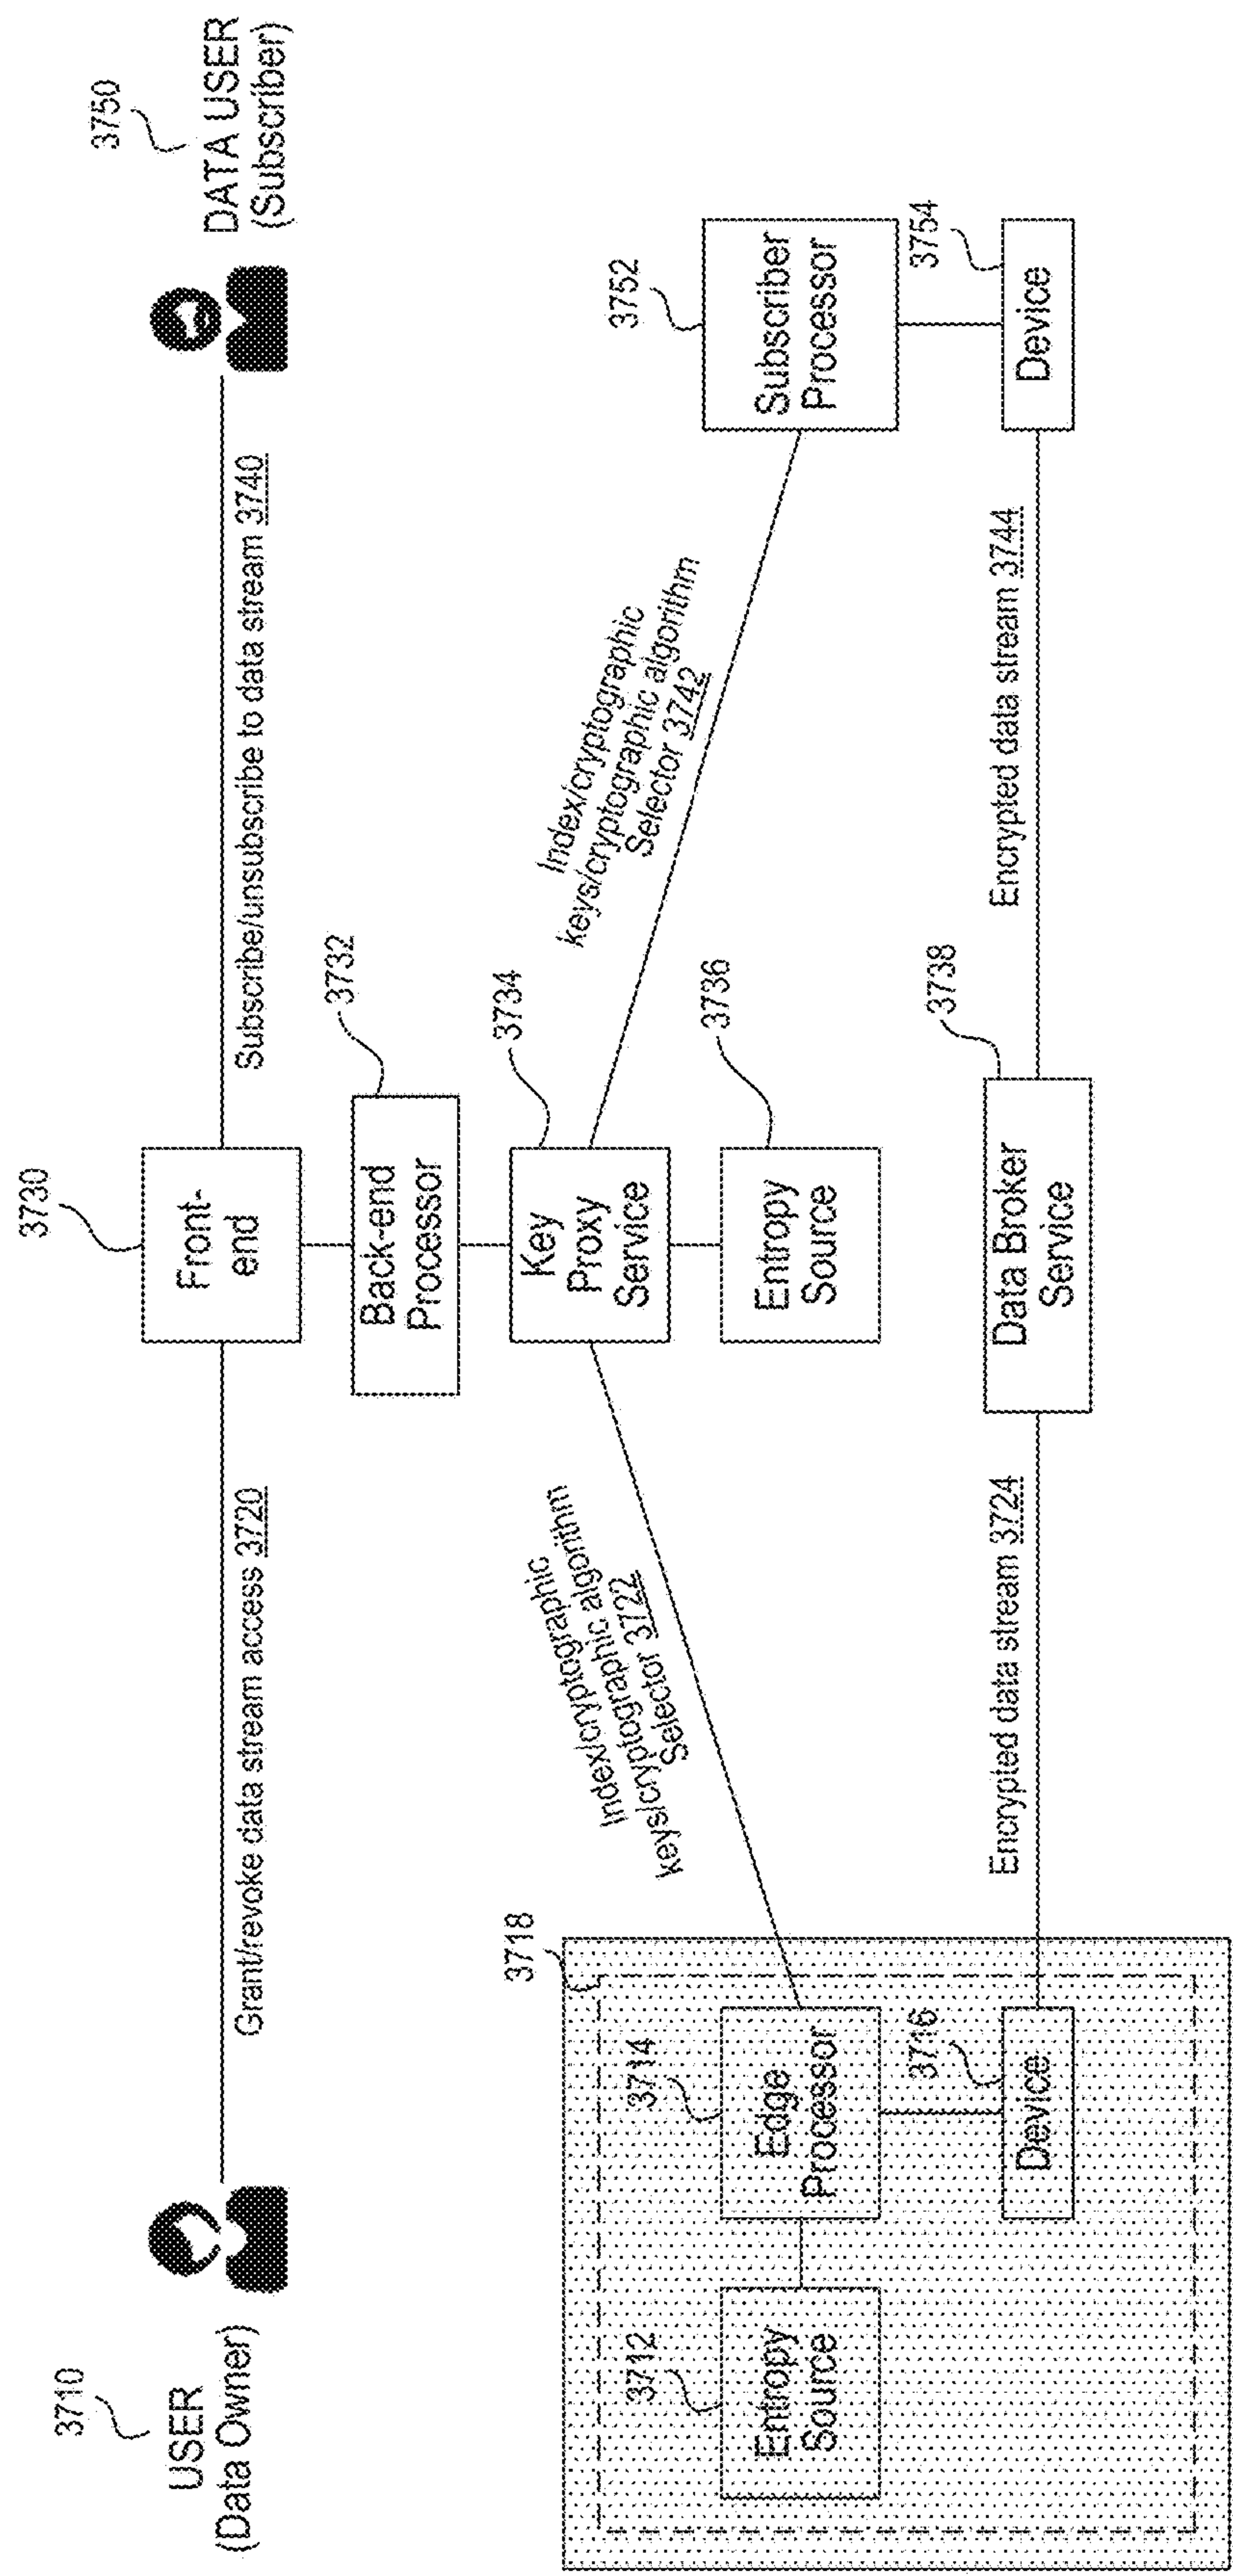 3710
USER
(Data Owner)
Grant/revoke data stream access 3720
3730
Front-
end
Subscribe/unsubscribe to data stream 3740
3750
DATA USER
(Subscriber)
3732
Back-end
Processor
3734
Key
Proxy
Service
3736
Entropy
Source
Index/cryptographic
keys/cryptographic algorithm
Selector 3722
Index/cryptographic
keys/cryptographic algorithm
Selector 3742
3718
3712
Entropy
Source
3714
Edge
Processor
3716
Device
Encrypted data stream 3724
3738
Data Broker
Service
Encrypted data stream 3744
3752
Subscriber
Processor
3754
Device